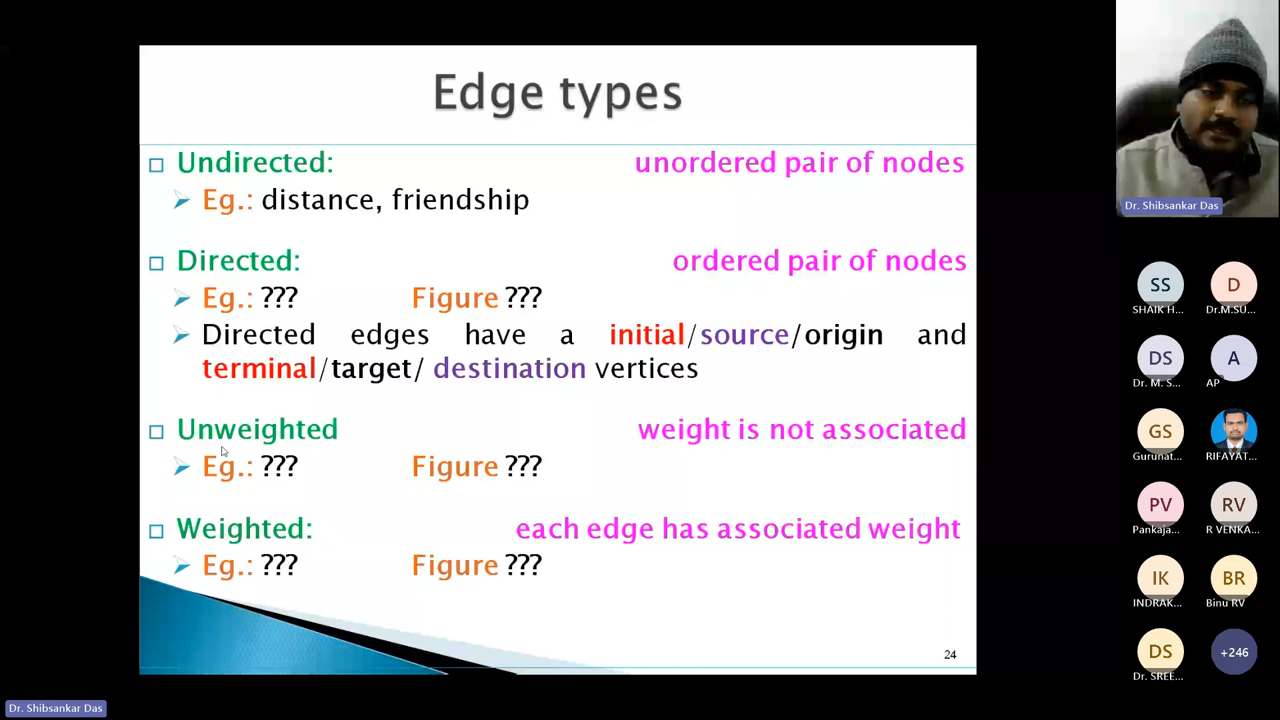 Edge types
Undirected: unordered pair of nodes
Eg.: distance, friendship
Directed: ordered pair of nodes
Eg.: ??? Figure ???
Directed edges have a initial/source/origin and
terminal/target/ destination vertices
Unweighted weight is not associated
Eg.: ??? Figure ???
Weighted: each edge has associated weight
Eg.: ??? Figure ???
24
Dr. Shibsankar Das
SS
SHAIK H...
D
Dr.M.SU...
DS
Dr. M. S...
A
AP
GS
Gurunat...
RIFAYAT...
PV
Pankaja...
RV
R VENKA...
IK
INDRAK...
BR
Binu RV
DS
Dr. SREE...
+246
Dr. Shibsankar Das